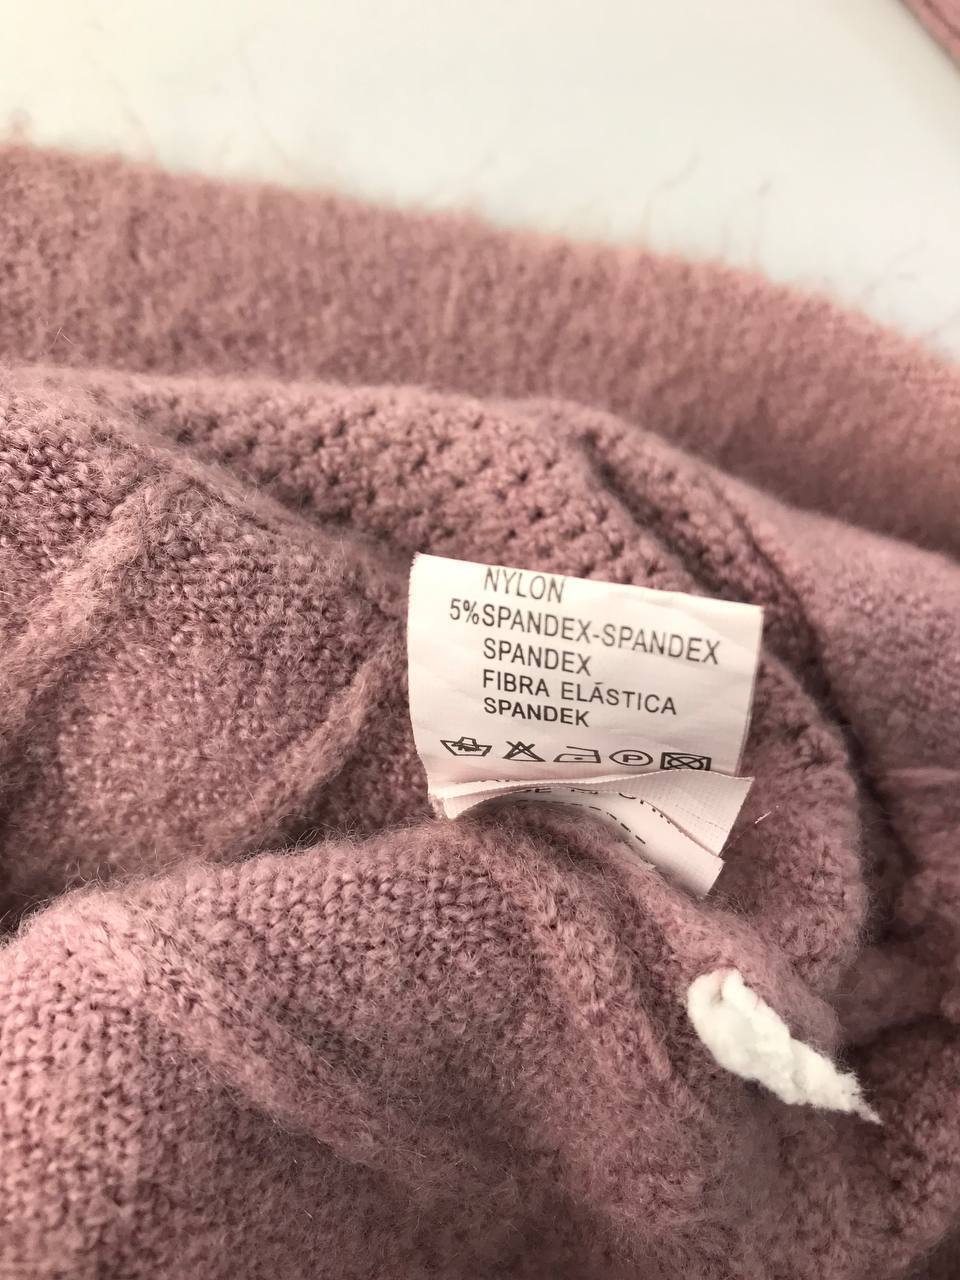 NYLON
5%SPANDEX-SPANDEX
SPANDEX
FIBRA ELÁSTICA
SPANDEK
P